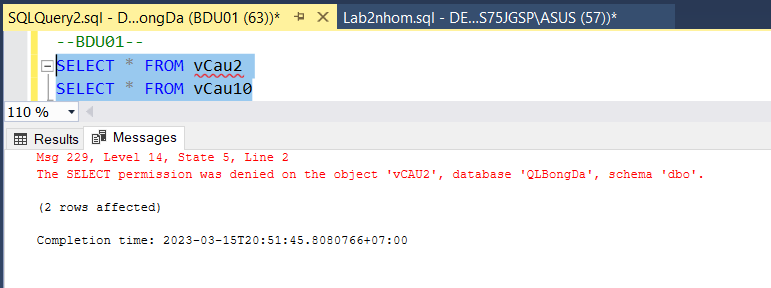 SQLQuery2.sql - D...ongDa (BDU01 (63))* Lab2nhom.sql - DE...S75JGSP\ASUS (57))*
--BDU01--
SELECT * FROM vCau2
SELECT * FROM vCau10
110 %
Results Messages
Msg 229, Level 14, State 5, Line 2
The SELECT permission was denied on the object 'vCAU2', database 'QLBongDa', schema 'dbo'.
(2 rows affected)
Completion time: 2023-03-15T20:51:45.8080766+07:00